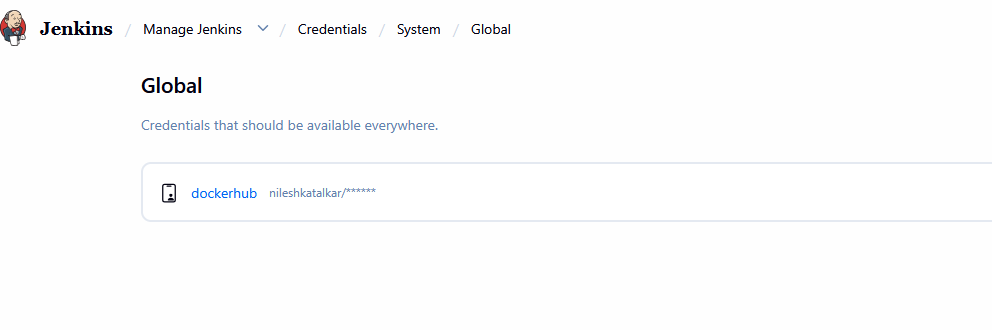 Jenkins / Manage Jenkins / Credentials / System / Global
Global
Credentials that should be available everywhere.
dockerhub nileshkatalkar/******